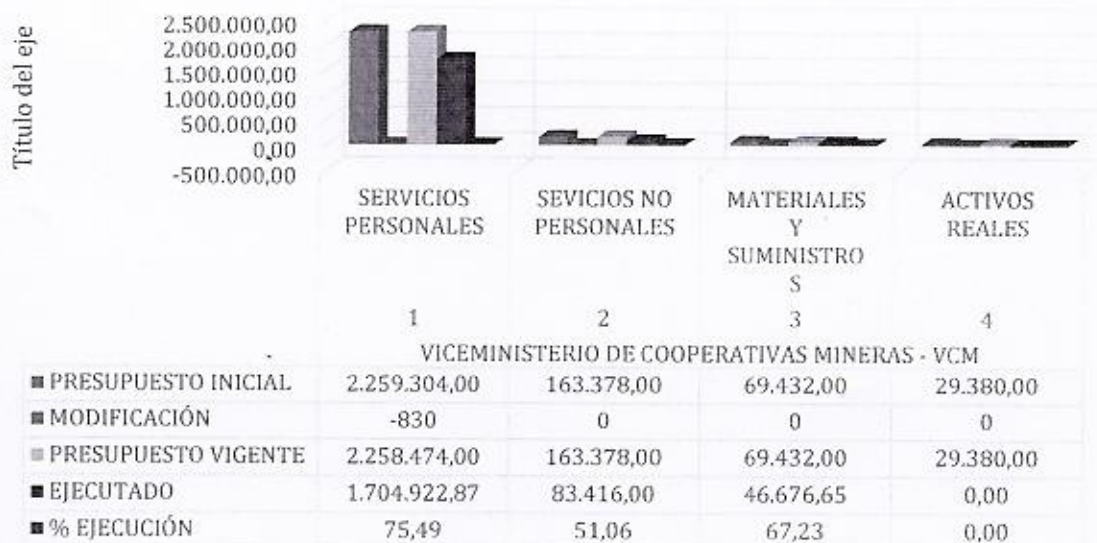 Título del eje
2.500.000,00
2.000.000,00
1.500.000,00
1.000.000,00
500.000,00
0,00
-500.000,00
SERVICIOS PERSONALES
SEVICIOS NO PERSONALES
MATERIALES Y SUMINISTROS
ACTIVOS REALES
1 2 3 4
VICEMINISTERIO DE COOPERATIVAS MINERAS - VCM
PRESUPUESTO INICIAL 2.259.304,00 163.378,00 69.432,00 29.380,00
MODIFICACIÓN -830 0 0 0
PRESUPUESTO VIGENTE 2.258.474,00 163.378,00 69.432,00 29.380,00
EJECUTADO 1.704.922,87 83.416,00 46.676,65 0,00
% EJECUCIÓN 75,49 51,06 67,23 0,00